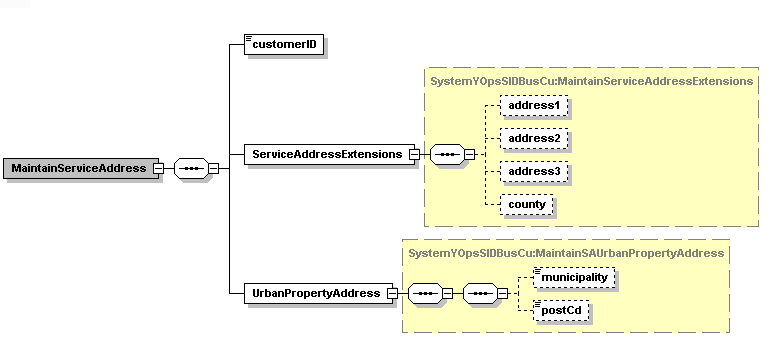 customerID
SystemYOpsSIDBusCu:MaintainServiceAddressExtensions
address1
address2
MaintainServiceAddress
ServiceAddressExtensions
address3
county
SystemYOpsSIDBusCu:MaintainSAUrbanPropertyAddress
municipality
UrbanPropertyAddress
postCd